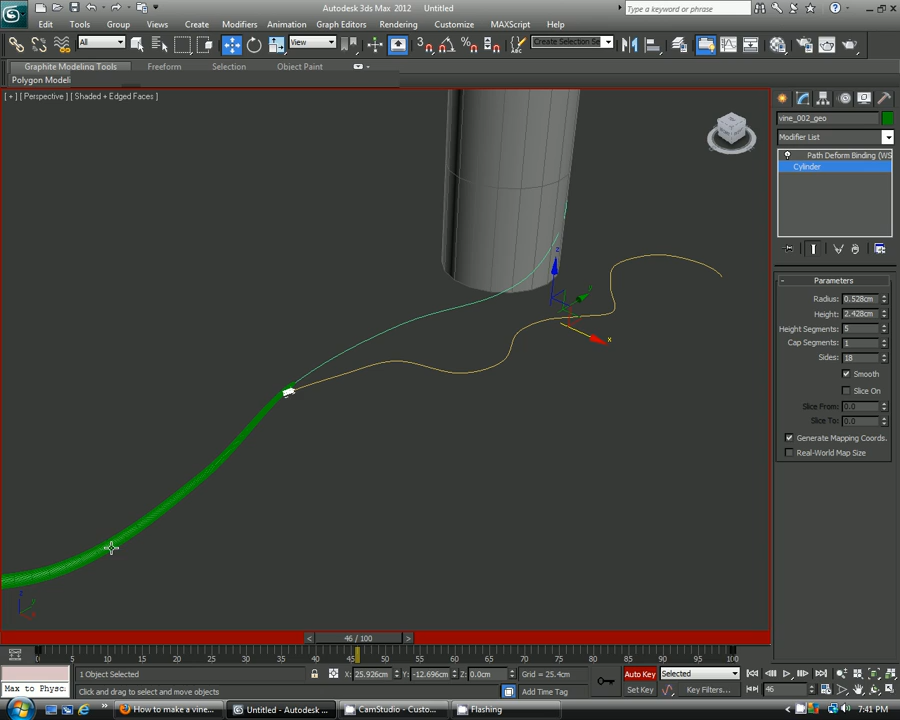 Autodesk 3ds Max 2012 Untitled
Type a keyword or phrase
Edit Tools Group Views Create Modifiers Animation Graph Editors Rendering Customize MAXScript Help
All View Create Selection Se
Graphite Modeling Tools Freeform Selection Object Paint
Polygon Modeli
[ + ] [ Perspective ] [ Shaded + Edged Faces ]
vine_002_geo
Modifier List
Path Deform Binding (WS
Cylinder
Parameters
Radius: 0.528cm
Height: 2.428cm
Height Segments: 5
Cap Segments: 1
Sides: 18
Smooth
Slice On
Slice From: 0.0
Slice To: 0.0
Generate Mapping Coords.
Real-World Map Size
z
x
46 / 100
0 5 10 15 20 25 30 35 40 45 50 55 60 65 70 75 80 85 90 95 100
1 Object Selected X: 25.926cm Y: -12.696cm Z: 0.0cm Grid = 25.4cm Auto Key Selected
Max to Physc: Click and drag to select and move objects Add Time Tag Set Key Key Filters... 46
How to make a vine... Untitled - Autodesk ... CamStudio - Custo... Flashing 7:41 PM